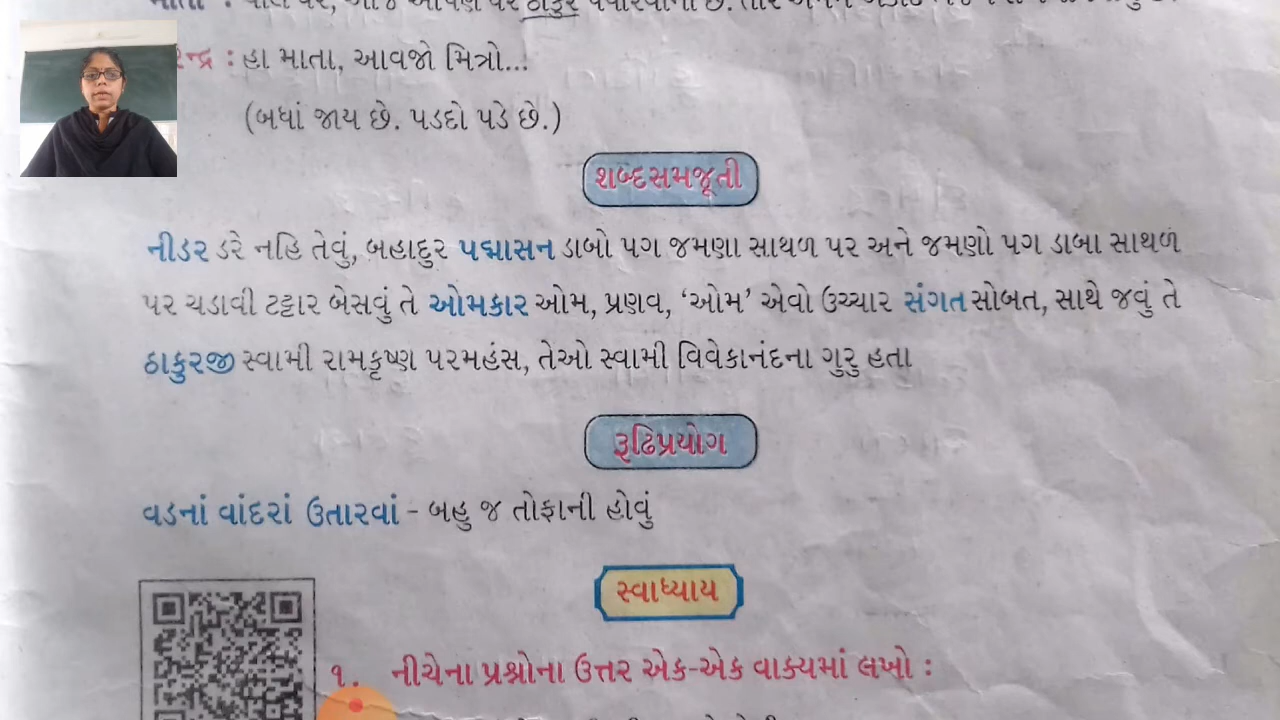 ન્દ્ર : હા માતા, આવજો મિત્રો...
(બધાં જાય છે. પડદો પડે છે.)
શબ્દસમજૂતી
નીડર ડરે નહિ તેવું, બહાદુર પદ્માસન ડાબો પગ જમણા સાથળ પર અને જમણો પગ ડાબા સાથળ
પર ચડાવી ટટ્ટાર બેસવું તે ઓમકાર ઓમ, પ્રણવ, ‘ઓમ’ એવો ઉચ્ચાર સંગત સોબત, સાથે જવું તે
ઠાકુરજી સ્વામી રામકૃષ્ણ પરમહંસ, તેઓ સ્વામી વિવેકાનંદના ગુરુ હતા
રૂઢિપ્રયોગ
વડનાં વાંદરાં ઉતારવાં - બહુ જ તોફાની હોવું
સ્વાધ્યાય
૧. નીચેના પ્રશ્નોના ઉત્તર એક-એક વાક્યમાં લખો :